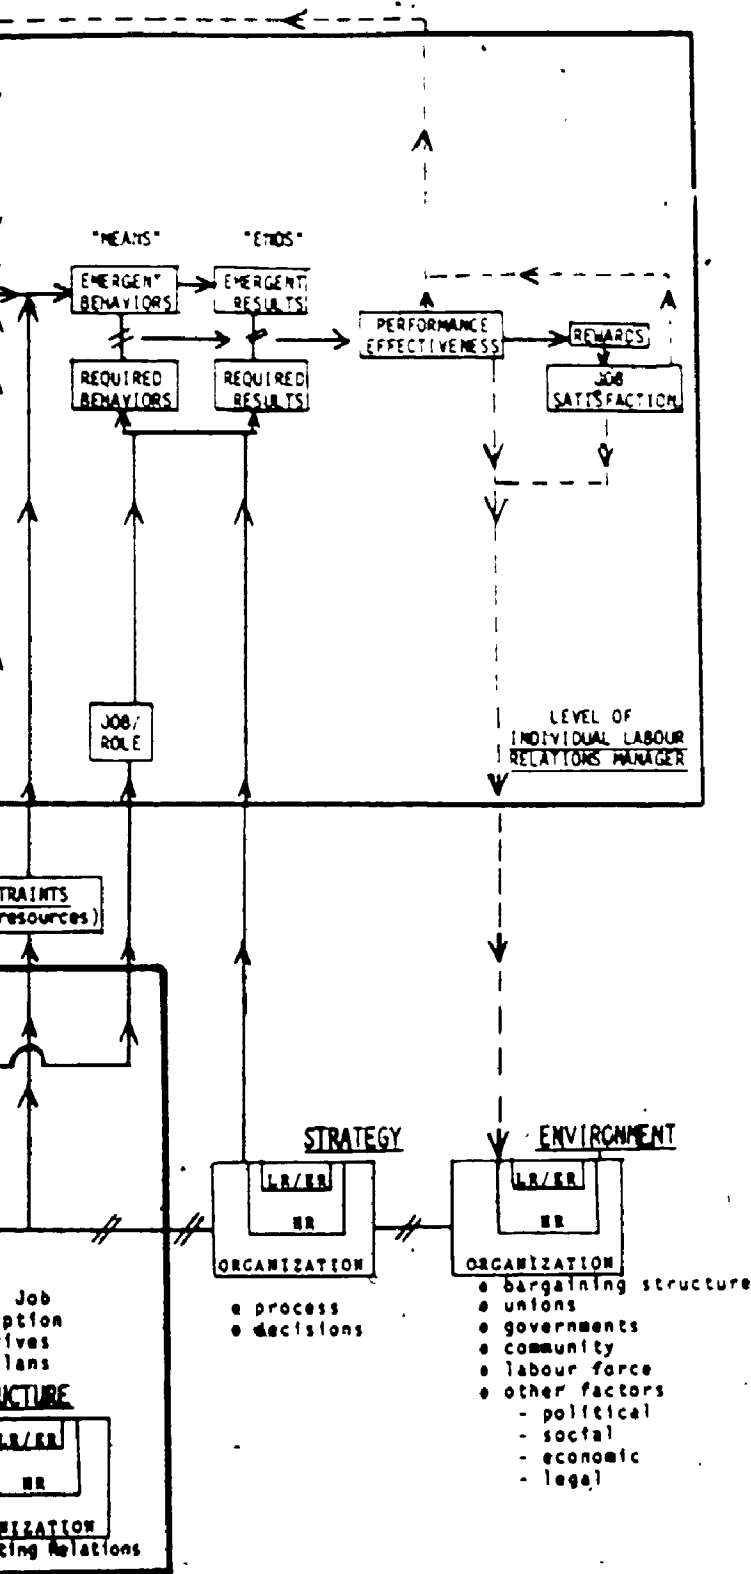 "MEANS"
"ENDS"
EMERGENT
BEHAVIORS
EMERGENT
RESULTS
PERFORMANCE
EFFECTIVENESS
REWARDS
REQUIRED
BEHAVIORS
REQUIRED
RESULTS
JOB
SATISFACTION
JOB/
ROLE
LEVEL OF
INDIVIDUAL LABOUR
RELATIONS MANAGER
TRAINTS
resources)
STRATEGY
LR/ER
HR
ORGANIZATION
• process
• decisions
ENVIRONMENT
LR/ER
HR
ORGANIZATION
• bargaining structure
• unions
• governments
• community
• labour force
• other factors
- political
- social
- economic
- legal
Job
ption
ives
lans
UCTURE
LR/ER
HR
NIZATION
ting Relations